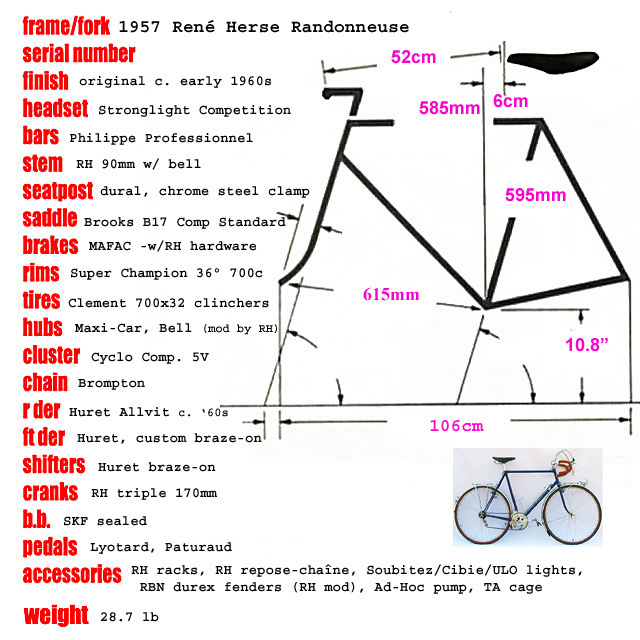 frame/fork 1957 René Herse Randonneuse
serial number
52cm
finish original c. early 1960s
headset Stronglight Competition
585mm 6cm
bars Philippe Professionnel
stem RH 90mm w/ bell
seatpost dural, chrome steel clamp
595mm
saddle Brooks B17 Comp Standard
brakes MAFAC -w/RH hardware
rims Super Champion 36° 700c
615mm
tires Clement 700x32 clinchers
hubs Maxi-Car, Bell (mod by RH)
10.8”
cluster Cyclo Comp. 5V
chain Brompton
r der Huret Allvit c. '60s
106cm
ft der Huret, custom braze-on
shifters Huret braze-on
cranks RH triple 170mm
b.b. SKF sealed
pedals Lyotard, Paturaud
accessories RH racks, RH repose-chaîne, Soubitez/Cibie/ULO lights,
RBN durex fenders (RH mod), Ad-Hoc pump, TA cage
weight 28.7 lb